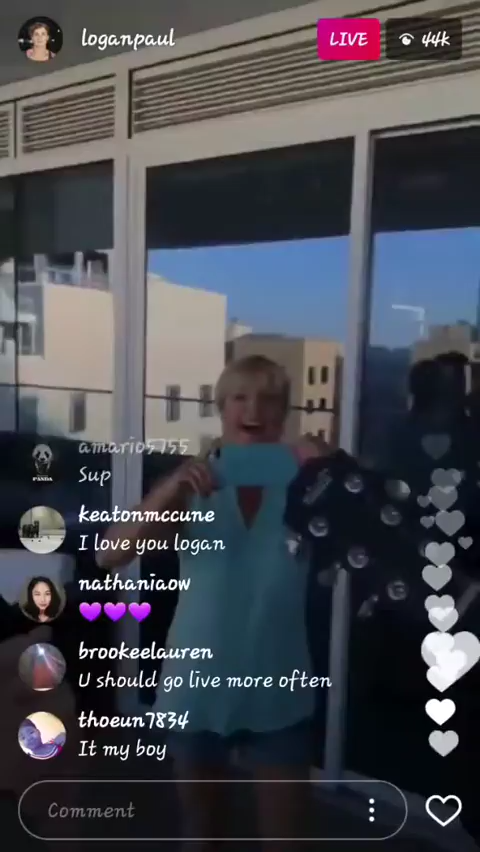 loganpaul
LIVE
44k
amario5755
Sup
keatonmccune
I love you logan
nathaniaow
💜💜💜
brookeelauren
U should go live more often
thoeun7834
It my boy
Comment